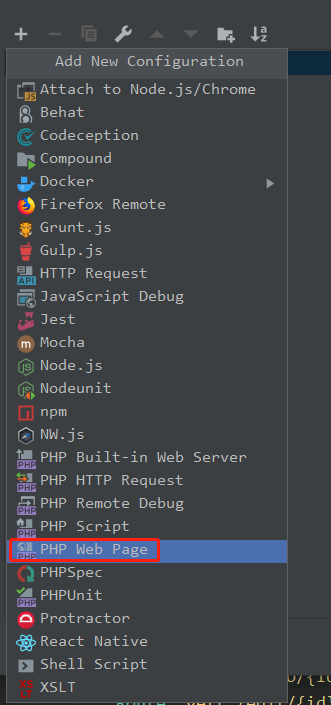 Add New Configuration
Attach to Node.js/Chrome
Behat
Codeception
Compound
Docker
Firefox Remote
Grunt.js
Gulp.js
HTTP Request
JavaScript Debug
Jest
Mocha
Node.js
Nodeunit
npm
NW.js
PHP Built-in Web Server
PHP HTTP Request
PHP Remote Debug
PHP Script
PHP Web Page
PHPSpec
PHPUnit
Protractor
React Native
Shell Script
XSLT